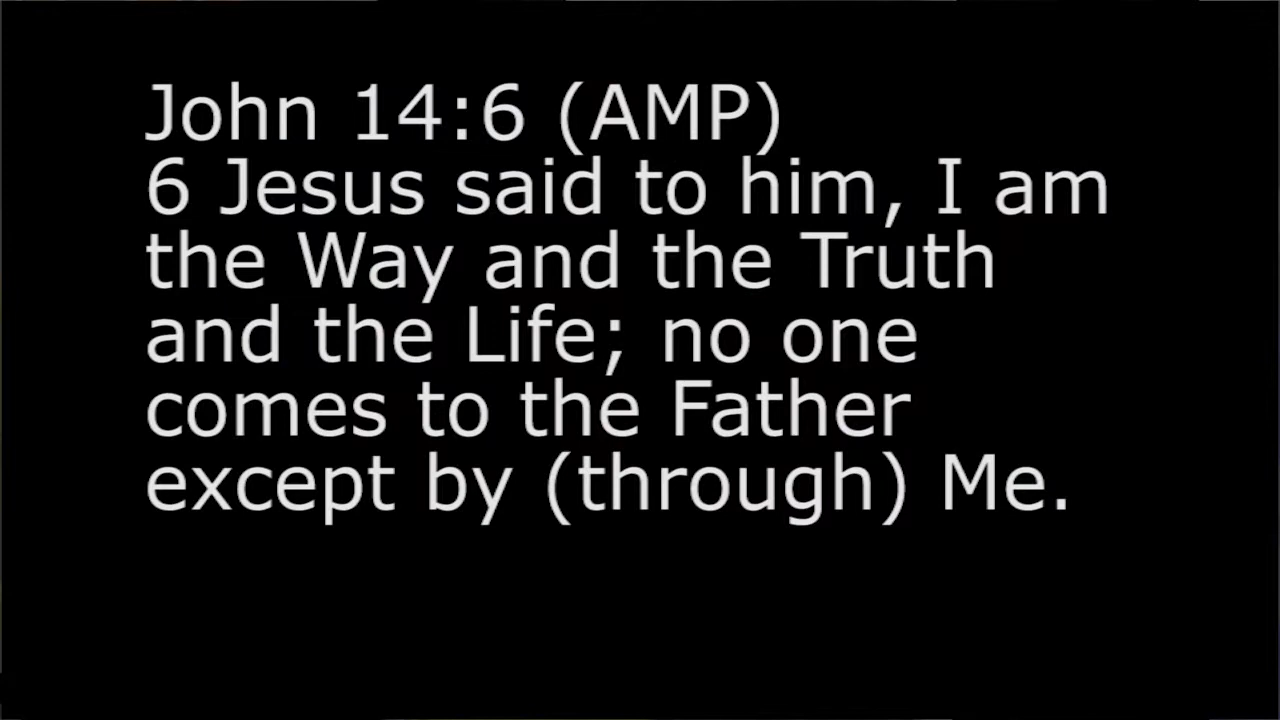 John 14:6 (AMP)
6 Jesus said to him, I am
the Way and the Truth
and the Life; no one
comes to the Father
except by (through) Me.